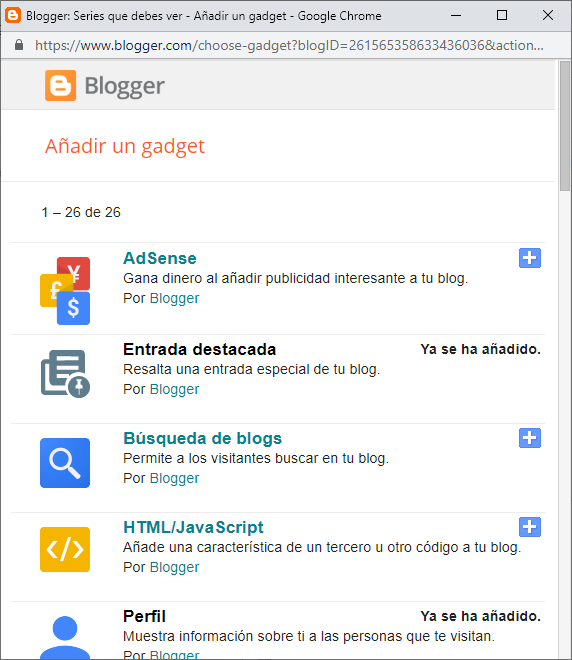 Blogger: Series que debes ver - Añadir un gadget - Google Chrome
https://www.blogger.com/choose-gadget?blogID=261565358633436036&action...
Blogger
Añadir un gadget
1 – 26 de 26
AdSense
Gana dinero al añadir publicidad interesante a tu blog.
Por Blogger
Entrada destacada
Ya se ha añadido.
Resalta una entrada especial de tu blog.
Por Blogger
Búsqueda de blogs
Permite a los visitantes buscar en tu blog.
Por Blogger
HTML/JavaScript
Añade una característica de un tercero u otro código a tu blog.
Por Blogger
Perfil
Ya se ha añadido.
Muestra información sobre ti a las personas que te visitan.
Por Blogger